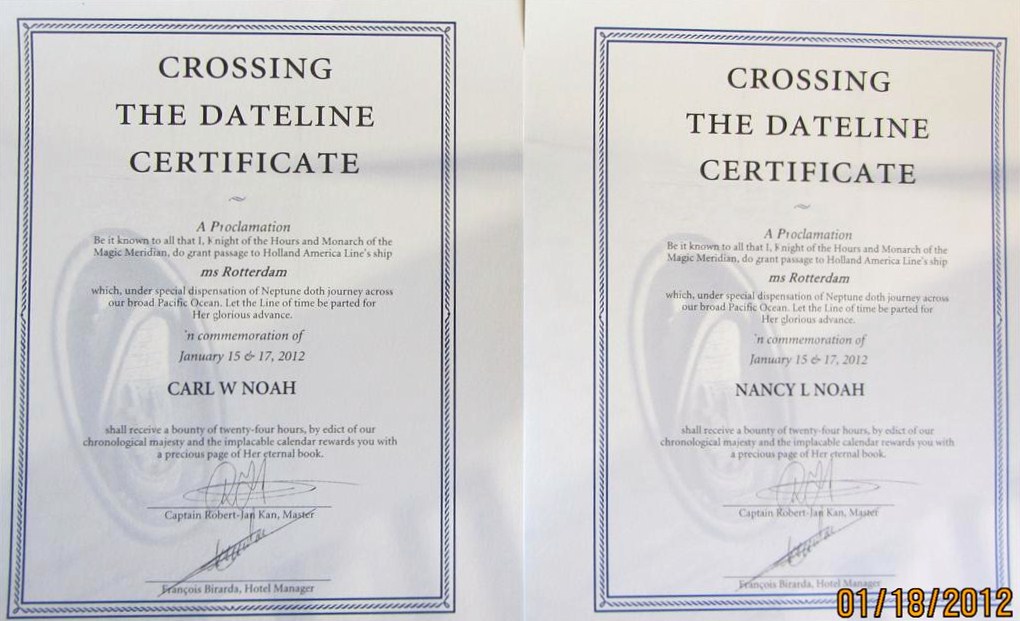 CROSSING
THE DATELINE
CERTIFICATE
A Proclamation
Be it known to all that I, Knight of the Hours and Monarch of the
Magic Meridian, do grant passage to Holland America Line's ship
ms Rotterdam
which, under special dispensation of Neptune doth journey across
our broad Pacific Ocean. Let the Line of time be parted for
Her glorious advance.
In commemoration of
January 15 & 17, 2012
CARL W NOAH
shall receive a bounty of twenty-four hours, by edict of our
chronological majesty and the implacable calendar rewards you with
a precious page of Her eternal book.
Captain Robert-Jan Kan, Master
François Birarda, Hotel Manager
CROSSING
THE DATELINE
CERTIFICATE
A Proclamation
Be it known to all that I, Knight of the Hours and Monarch of the
Magic Meridian, do grant passage to Holland America Line's ship
ms Rotterdam
which, under special dispensation of Neptune doth journey across
our broad Pacific Ocean. Let the Line of time be parted for
Her glorious advance.
In commemoration of
January 15 & 17, 2012
NANCY L NOAH
shall receive a bounty of twenty-four hours, by edict of our
chronological majesty and the implacable calendar rewards you with
a precious page of Her eternal book.
Captain Robert-Jan Kan, Master
François Birarda, Hotel Manager
01/18/2012